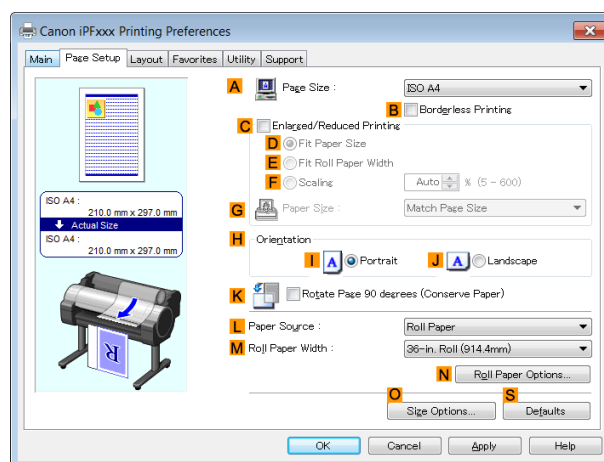 Canon iPFxxx Printing Preferences
Main Page Setup Layout Favorites Utility Support
A Page Size : ISO A4
B Borderless Printing
C Enlarged/Reduced Printing
D Fit Paper Size
E Fit Roll Paper Width
F Scaling Auto % (5 - 600)
G Paper Size : Match Page Size
ISO A4 :
210.0 mm x 297.0 mm
Actual Size
ISO A4 :
210.0 mm x 297.0 mm
H Orientation
I A Portrait J A Landscape
K Rotate Page 90 degrees (Conserve Paper)
L Paper Source : Roll Paper
M Roll Paper Width : 36-in. Roll (914.4mm)
R
N Roll Paper Options...
O S
Size Options... Defaults
OK Cancel Apply Help